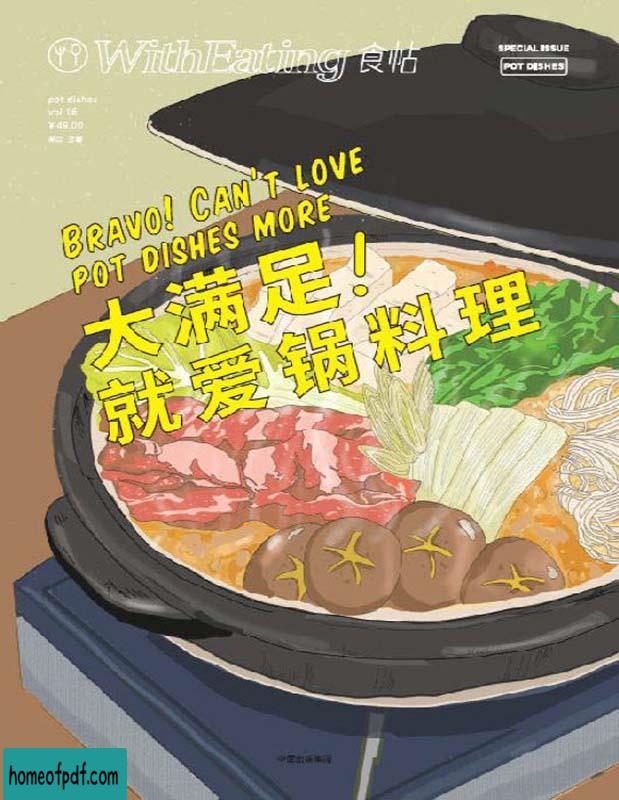 WithEating 食帖
SPECIAL ISSUE
POT DISHES
pot dishes
vol 16
¥49.00
BRAVO! CAN'T LOVE
POT DISHES MORE
大满足!
就爱锅料理
homeofpdf.com